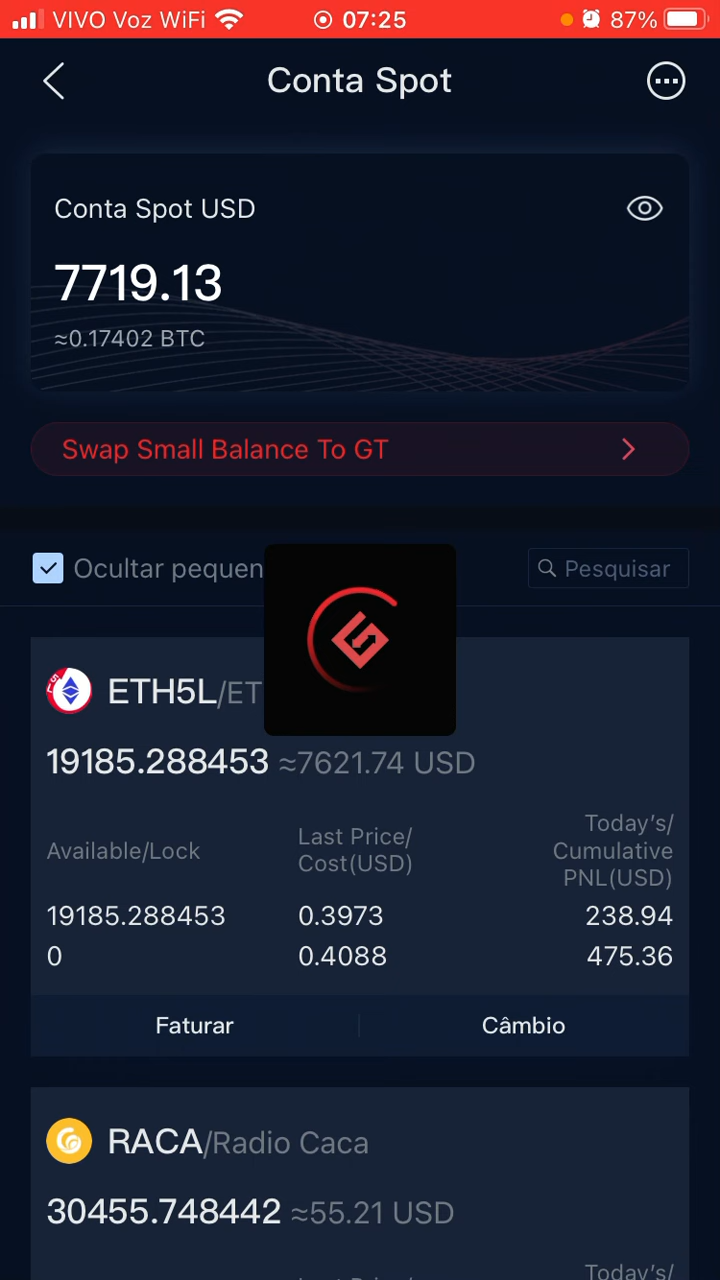 VIVO Voz WiFi 07:25 87%
Conta Spot
Conta Spot USD
7719.13
≈0.17402 BTC
Swap Small Balance To GT
Ocultar pequen
Pesquisar
ETH5L/ET
19185.288453 ≈7621.74 USD
Available/Lock
Last Price/
Cost(USD)
Today's/
Cumulative
PNL(USD)
19185.288453 0.3973 238.94
0 0.4088 475.36
Faturar Câmbio
RACA/Radio Caca
30455.748442 ≈55.21 USD
Today's/